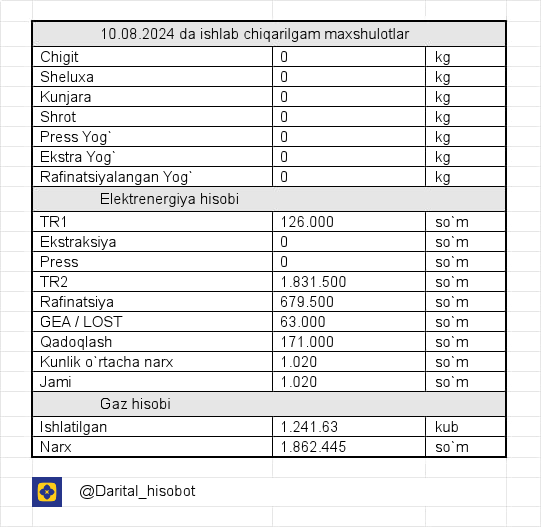 10.08.2024 da ishlab chiqarilgam maxshulotlar
Chigit 0 kg
Sheluxa 0 kg
Kunjara 0 kg
Shrot 0 kg
Press Yog` 0 kg
Ekstra Yog` 0 kg
Rafinatsiyalangan Yog` 0 kg
Elektrenergiya hisobi
TR1 126.000 so`m
Ekstraksiya 0 so`m
Press 0 so`m
TR2 1.831.500 so`m
Rafinatsiya 679.500 so`m
GEA / LOST 63.000 so`m
Qadoqlash 171.000 so`m
Kunlik o`rtacha narx 1.020 so`m
Jami 1.020 so`m
Gaz hisobi
Ishlatilgan 1.241.63 kub
Narx 1.862.445 so`m
@Darital_hisobot